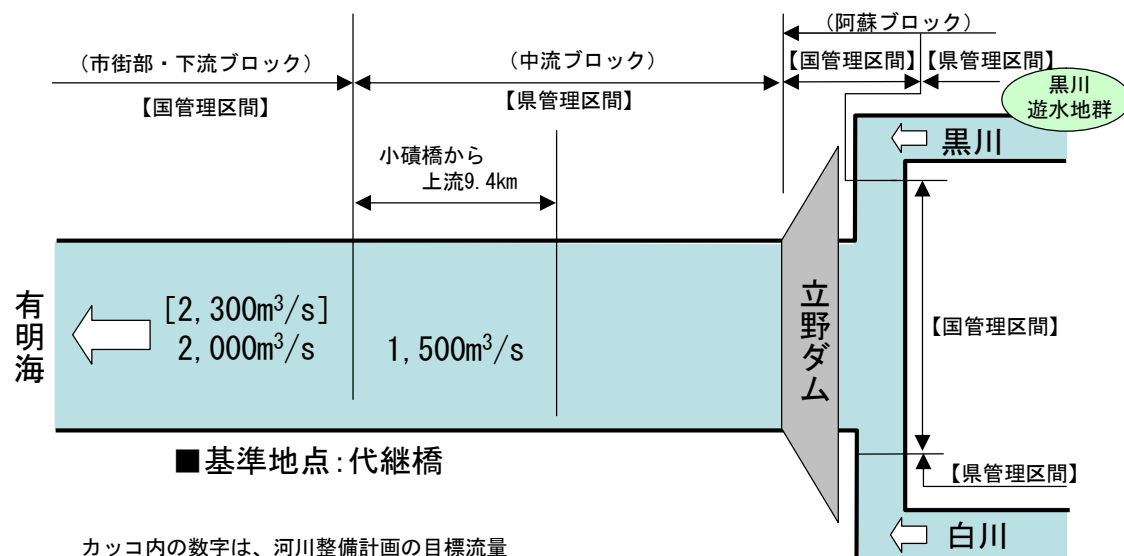 (阿蘇ブロック)
(市街部・下流ブロック)
(中流ブロック)
【国管理区間】
【県管理区間】
【国管理区間】
【県管理区間】
黒川
遊水地群
小磧橋から
上流9.4km
黒川
有明海
[2,300m³/s]
2,000m³/s
1,500m³/s
立野ダム
【国管理区間】
■基準地点:代継橋
【県管理区間】
白川
カッコ内の数字は、河川整備計画の目標流量